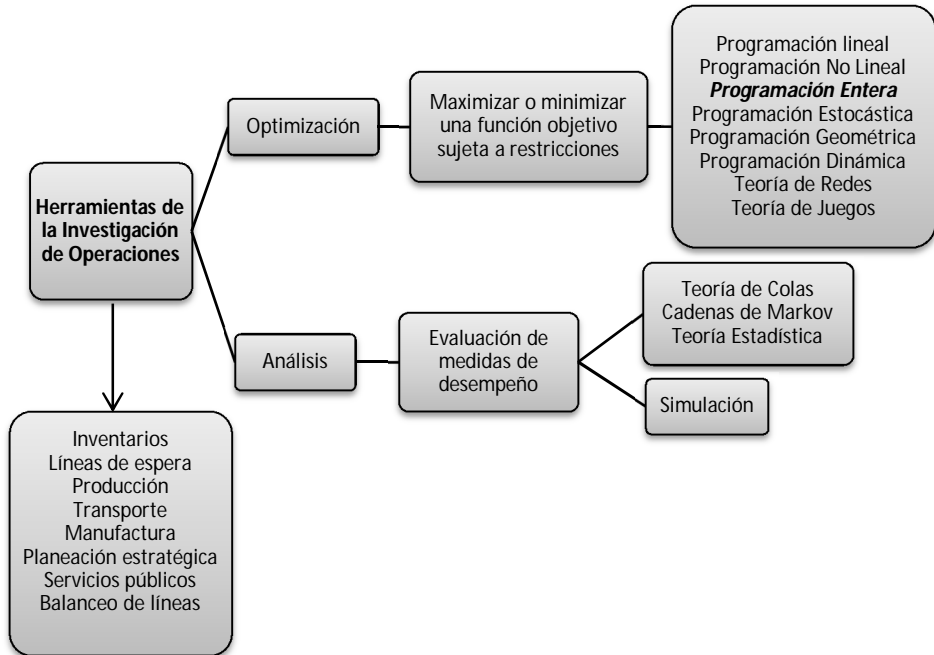 Herramientas de
la Investigación
de Operaciones
Optimización
Maximizar o minimizar
una función objetivo
sujeta a restricciones
Programación lineal
Programación No Lineal
Programación Entera
Programación Estocástica
Programación Geométrica
Programación Dinámica
Teoría de Redes
Teoría de Juegos
Análisis
Evaluación de
medidas de
desempeño
Teoría de Colas
Cadenas de Markov
Teoría Estadística
Simulación
Inventarios
Líneas de espera
Producción
Transporte
Manufactura
Planeación estratégica
Servicios públicos
Balanceo de líneas